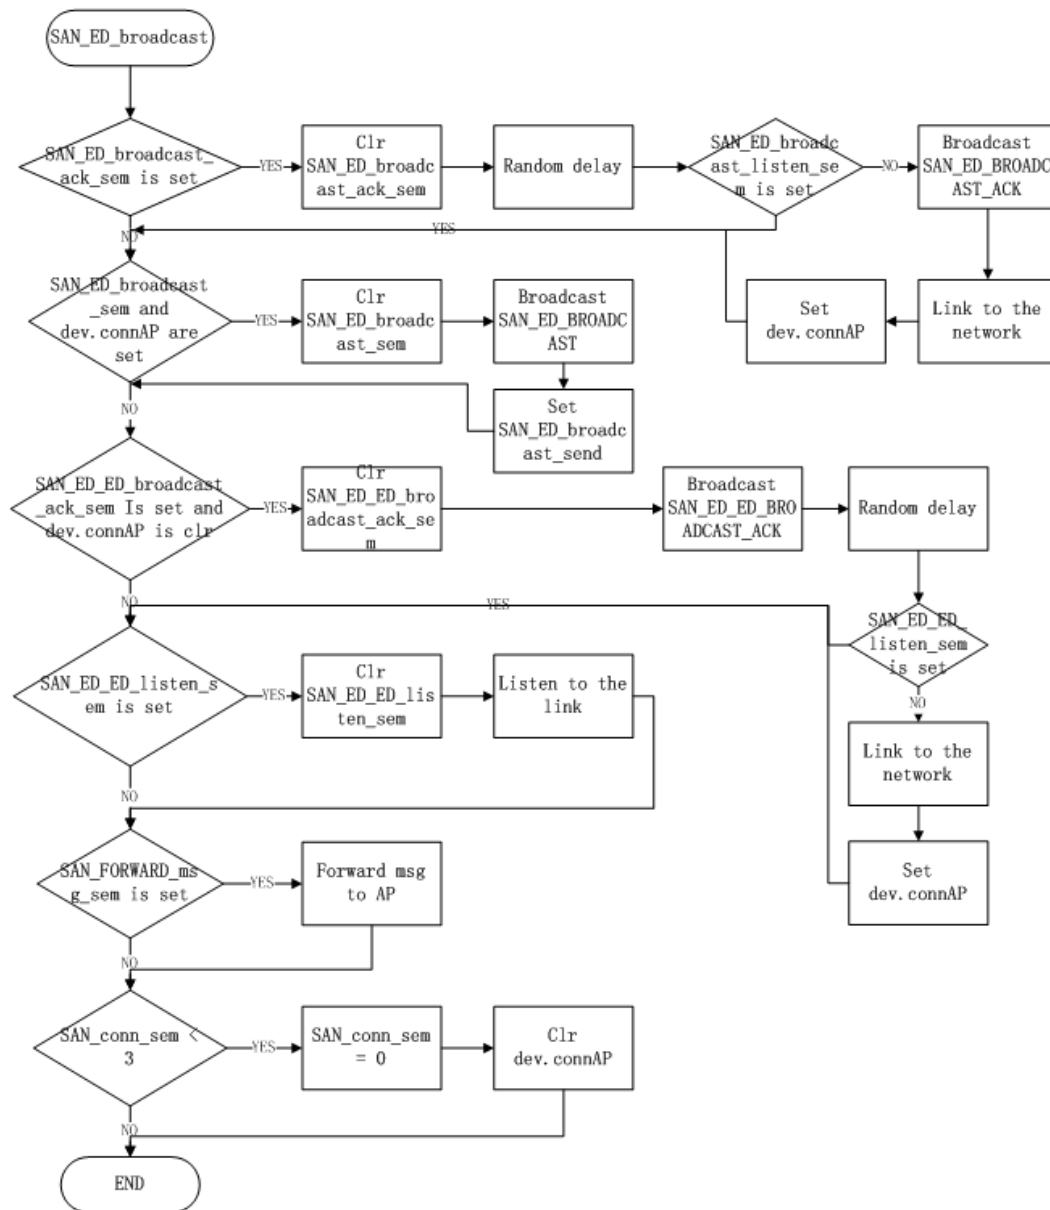 SAN_ED_broadcast
SAN_ED_broadcast_
ack_sem is set
YES
Clr
SAN_ED_broadc
ast_ack_sem
Random delay
SAN_ED_broadc
ast_listen_se
m is set
NO
Broadcast
SAN_ED_BROADC
AST_ACK
YES
NO
SAN_ED_broadcast
_sem and
dev.connAP are
set
YES
Clr
SAN_ED_broadc
ast_sem
Broadcast
SAN_ED_BROADC
AST
Set
dev.connAP
Link to the
network
NO
Set
SAN_ED_broadc
ast_send
SAN_ED_ED_broadcast
_ack_sem Is set and
dev.connAP is clr
YES
Clr
SAN_ED_ED_bro
adcast_ack_se
m
Broadcast
SAN_ED_ED_BRO
ADCAST_ACK
Random delay
NO
YES
SAN_ED_ED_
listen_sem
is set
SAN_ED_ED_listen_s
em is set
YES
Clr
SAN_ED_ED_lis
ten_sem
Listen to the
link
NO
Link to the
network
NO
SAN_FORWARD_ms
g_sem is set
YES
Forward msg
to AP
Set
dev.connAP
NO
SAN_conn_sem <
3
YES
SAN_conn_sem
= 0
Clr
dev.connAP
NO
END